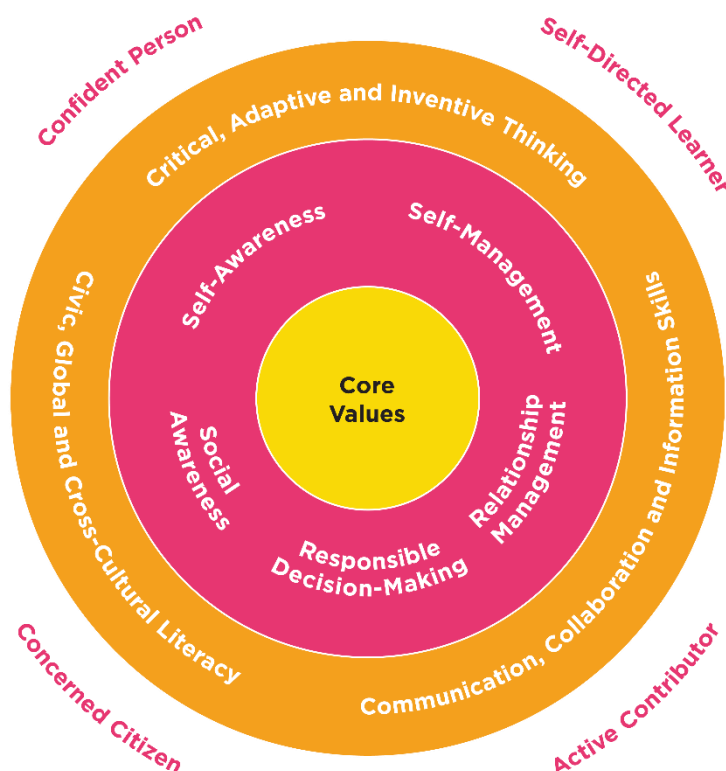 Confident Person
Self-Directed Learner
Critical, Adaptive and Inventive Thinking
Self-Awareness
Self-Management
Civic, Global and Cross-Cultural Literacy
Communication, Collaboration and Information Skills
Core
Values
Social
Awareness
Relationship
Management
Responsible
Decision-Making
Concerned Citizen
Active Contributor